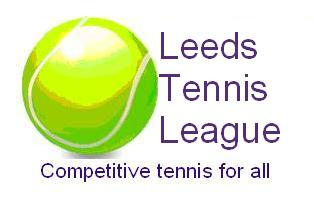 Leeds
Tennis
League
Competitive tennis for all